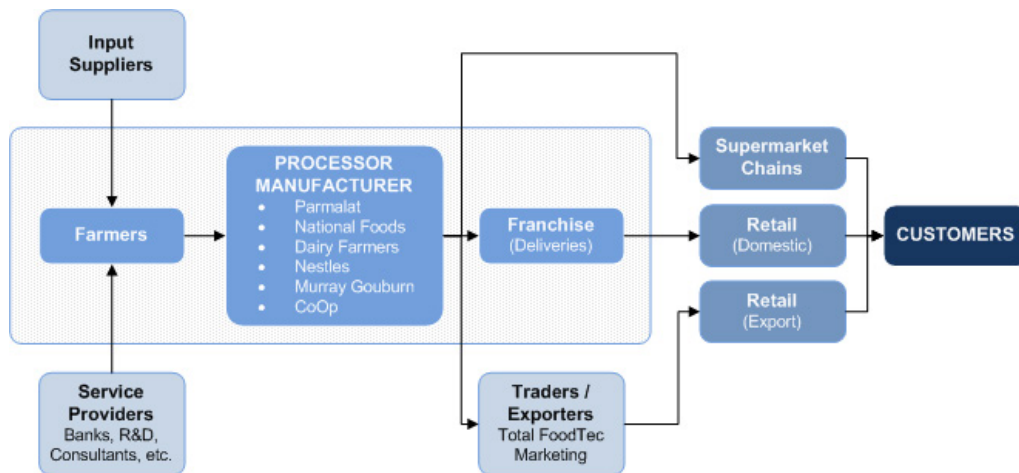 Input
Suppliers
Farmers
Service
Providers
Banks, R&D,
Consultants, etc.
PROCESSOR
MANUFACTURER
• Parmalat
• National Foods
• Dairy Farmers
• Nestles
• Murray Gouburn
• CoOp
Franchise
(Deliveries)
Traders /
Exporters
Total FoodTec
Marketing
Supermarket
Chains
Retail
(Domestic)
Retail
(Export)
CUSTOMERS